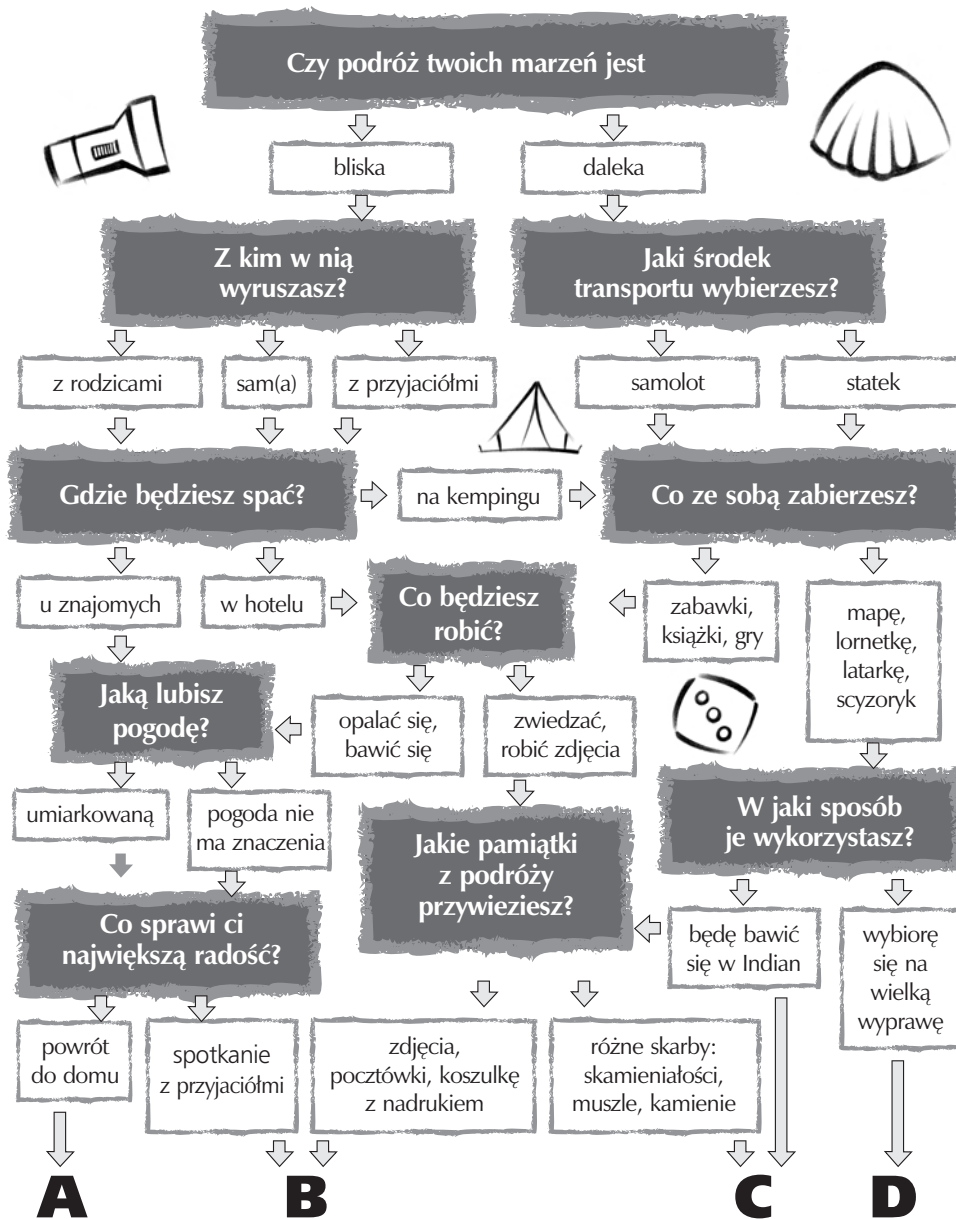 Czy podróż twoich marzeń jest
bliska
daleka
Z kim w nią
wyruszasz?
Jaki środek
transportu wybierzesz?
z rodzicami
sam(a)
z przyjaciółmi
samolot
statek
Gdzie będziesz spać?
na kempingu
Co ze sobą zabierzesz?
u znajomych
w hotelu
Co będziesz
robić?
zabawki,
książki, gry
mapę,
lornetkę,
latarkę,
scyzoryk
Jaką lubisz
pogodę?
opalać się,
bawić się
zwiedzać,
robić zdjęcia
umiarkowaną
pogoda nie
ma znaczenia
Jakie pamiątki
z podróży
przywieziesz?
W jaki sposób
je wykorzystasz?
Co sprawi ci
największą radość?
będę bawić
się w Indian
wybiorę
się na
wielką
wyprawę
powrót
do domu
spotkanie
z przyjaciółmi
zdjęcia,
pocztówki, koszulkę
z nadrukiem
różne skarby:
skamieniałości,
muszle, kamienie
A
B
C
D